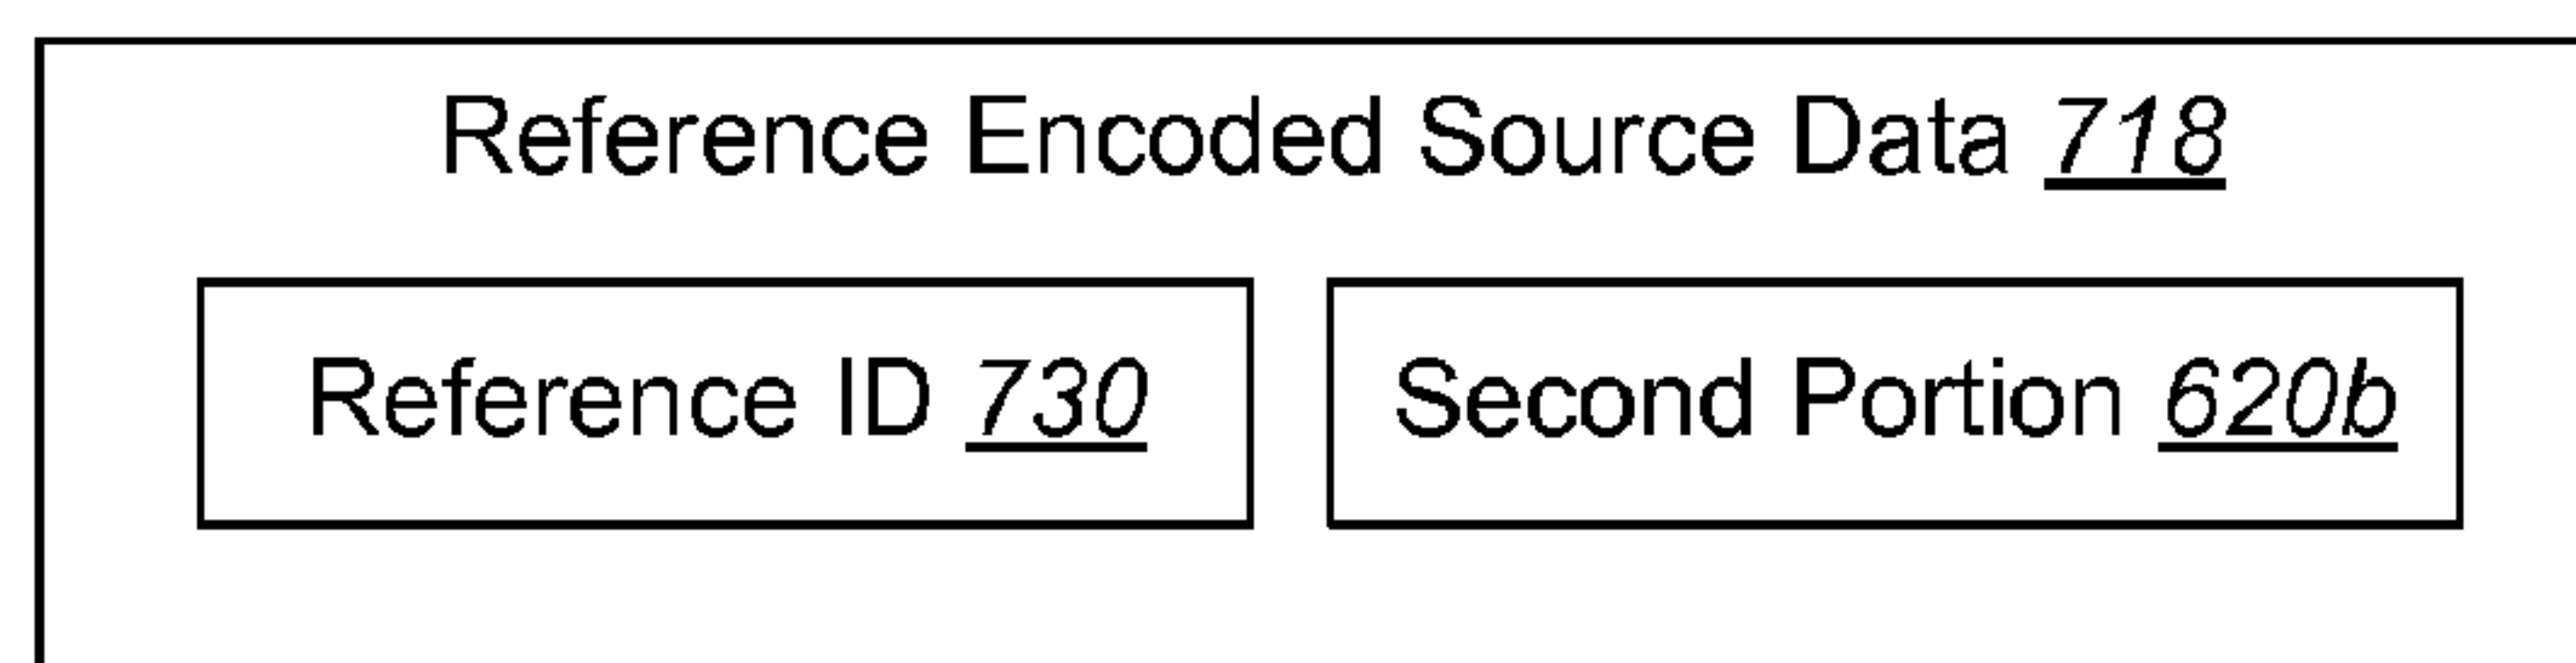 Reference Encoded Source Data 718
Reference ID 730
Second Portion 620b